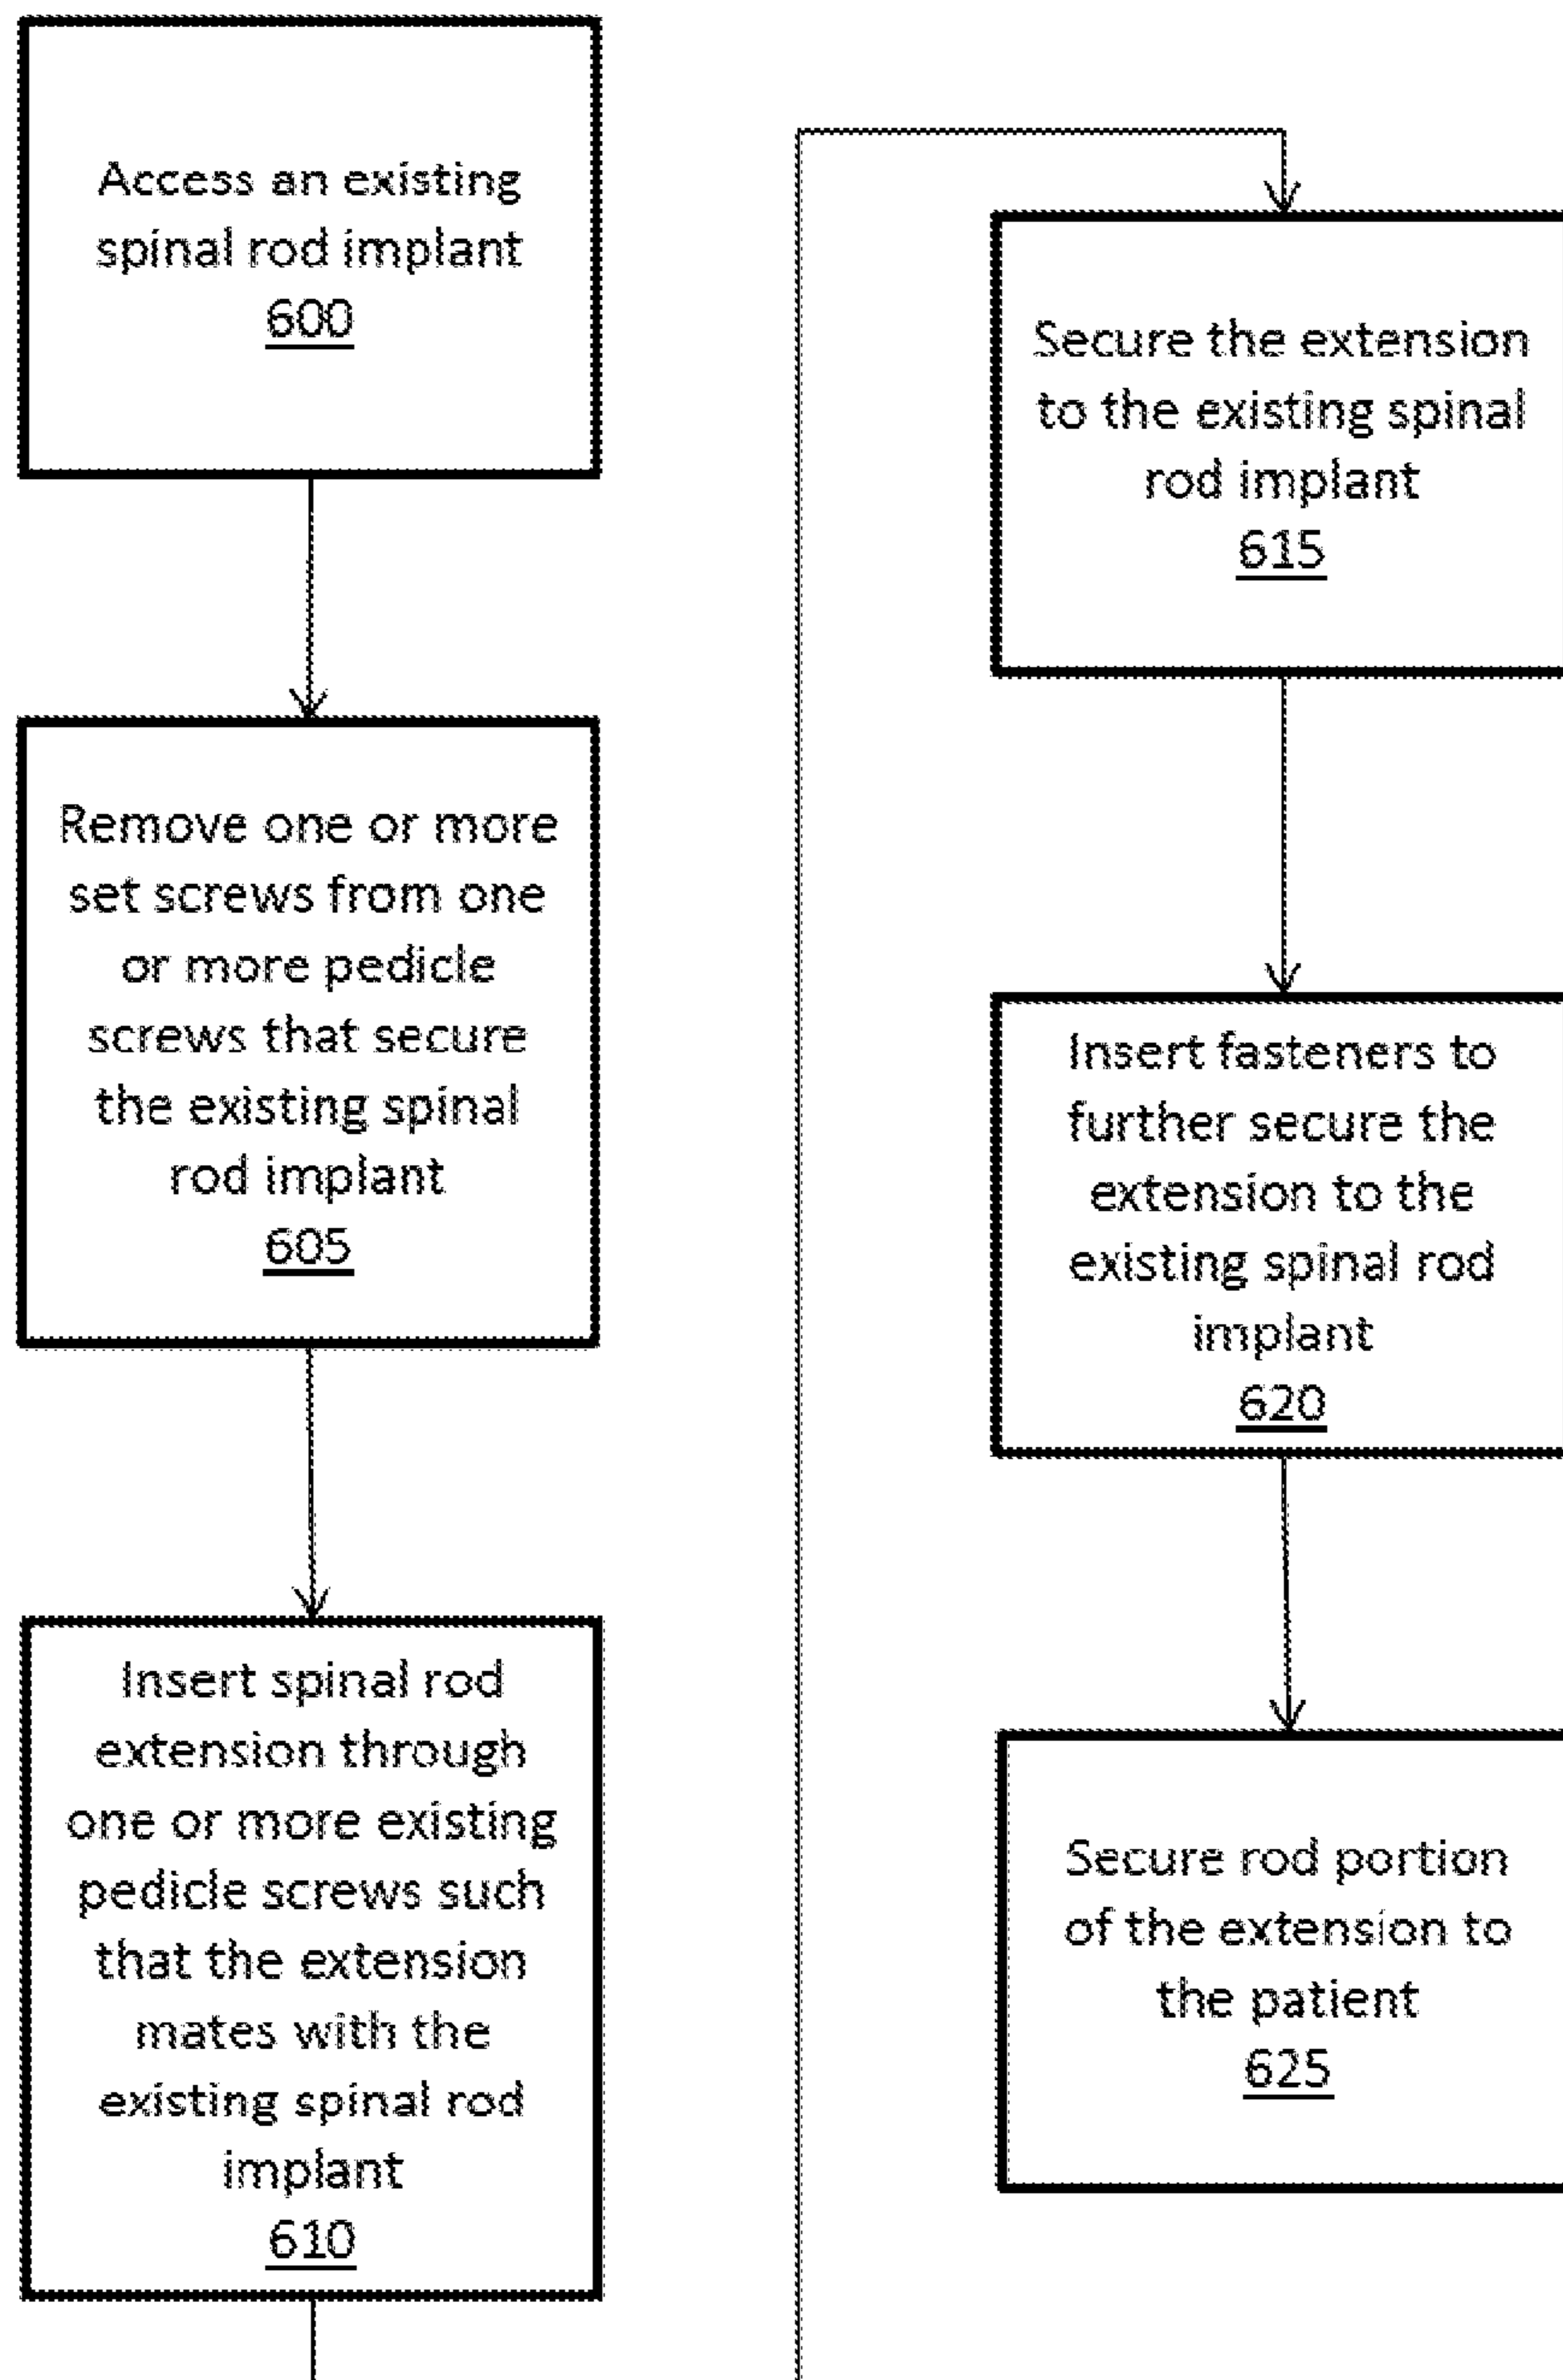 Access an existing
spinal rod implant
600
Remove one or more
set screws from one
or more pedicle
screws that secure
the existing spinal
rod implant
605
Insert spinal rod
extension through
one or more existing
pedicle screws such
that the extension
mates with the
existing spinal rod
implant
610
Secure the extension
to the existing spinal
rod implant
615
Insert fasteners to
further secure the
extension to the
existing spinal rod
implant
620
Secure rod portion
of the extension to
the patient
625